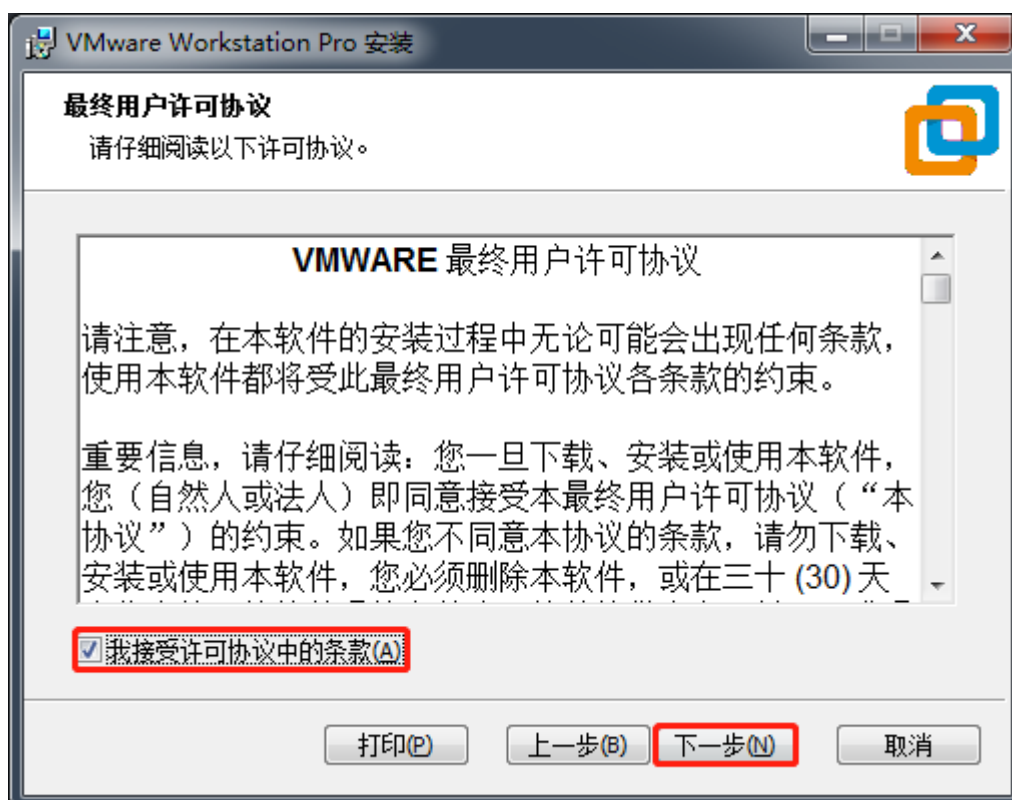 VMware Workstation Pro 安装
最终用户许可协议
请仔细阅读以下许可协议。
VMWARE 最终用户许可协议
请注意，在本软件的安装过程中无论可能会出现任何条款，
使用本软件都将受此最终用户许可协议各条款的约束。
重要信息，请仔细阅读：您一旦下载、安装或使用本软件，
您（自然人或法人）即同意接受本最终用户许可协议（“本
协议”）的约束。如果您不同意本协议的条款，请勿下载、
安装或使用本软件，您必须删除本软件，或在三十 (30) 天
我接受许可协议中的条款(A)
打印(P) 上一步(B) 下一步(N) 取消